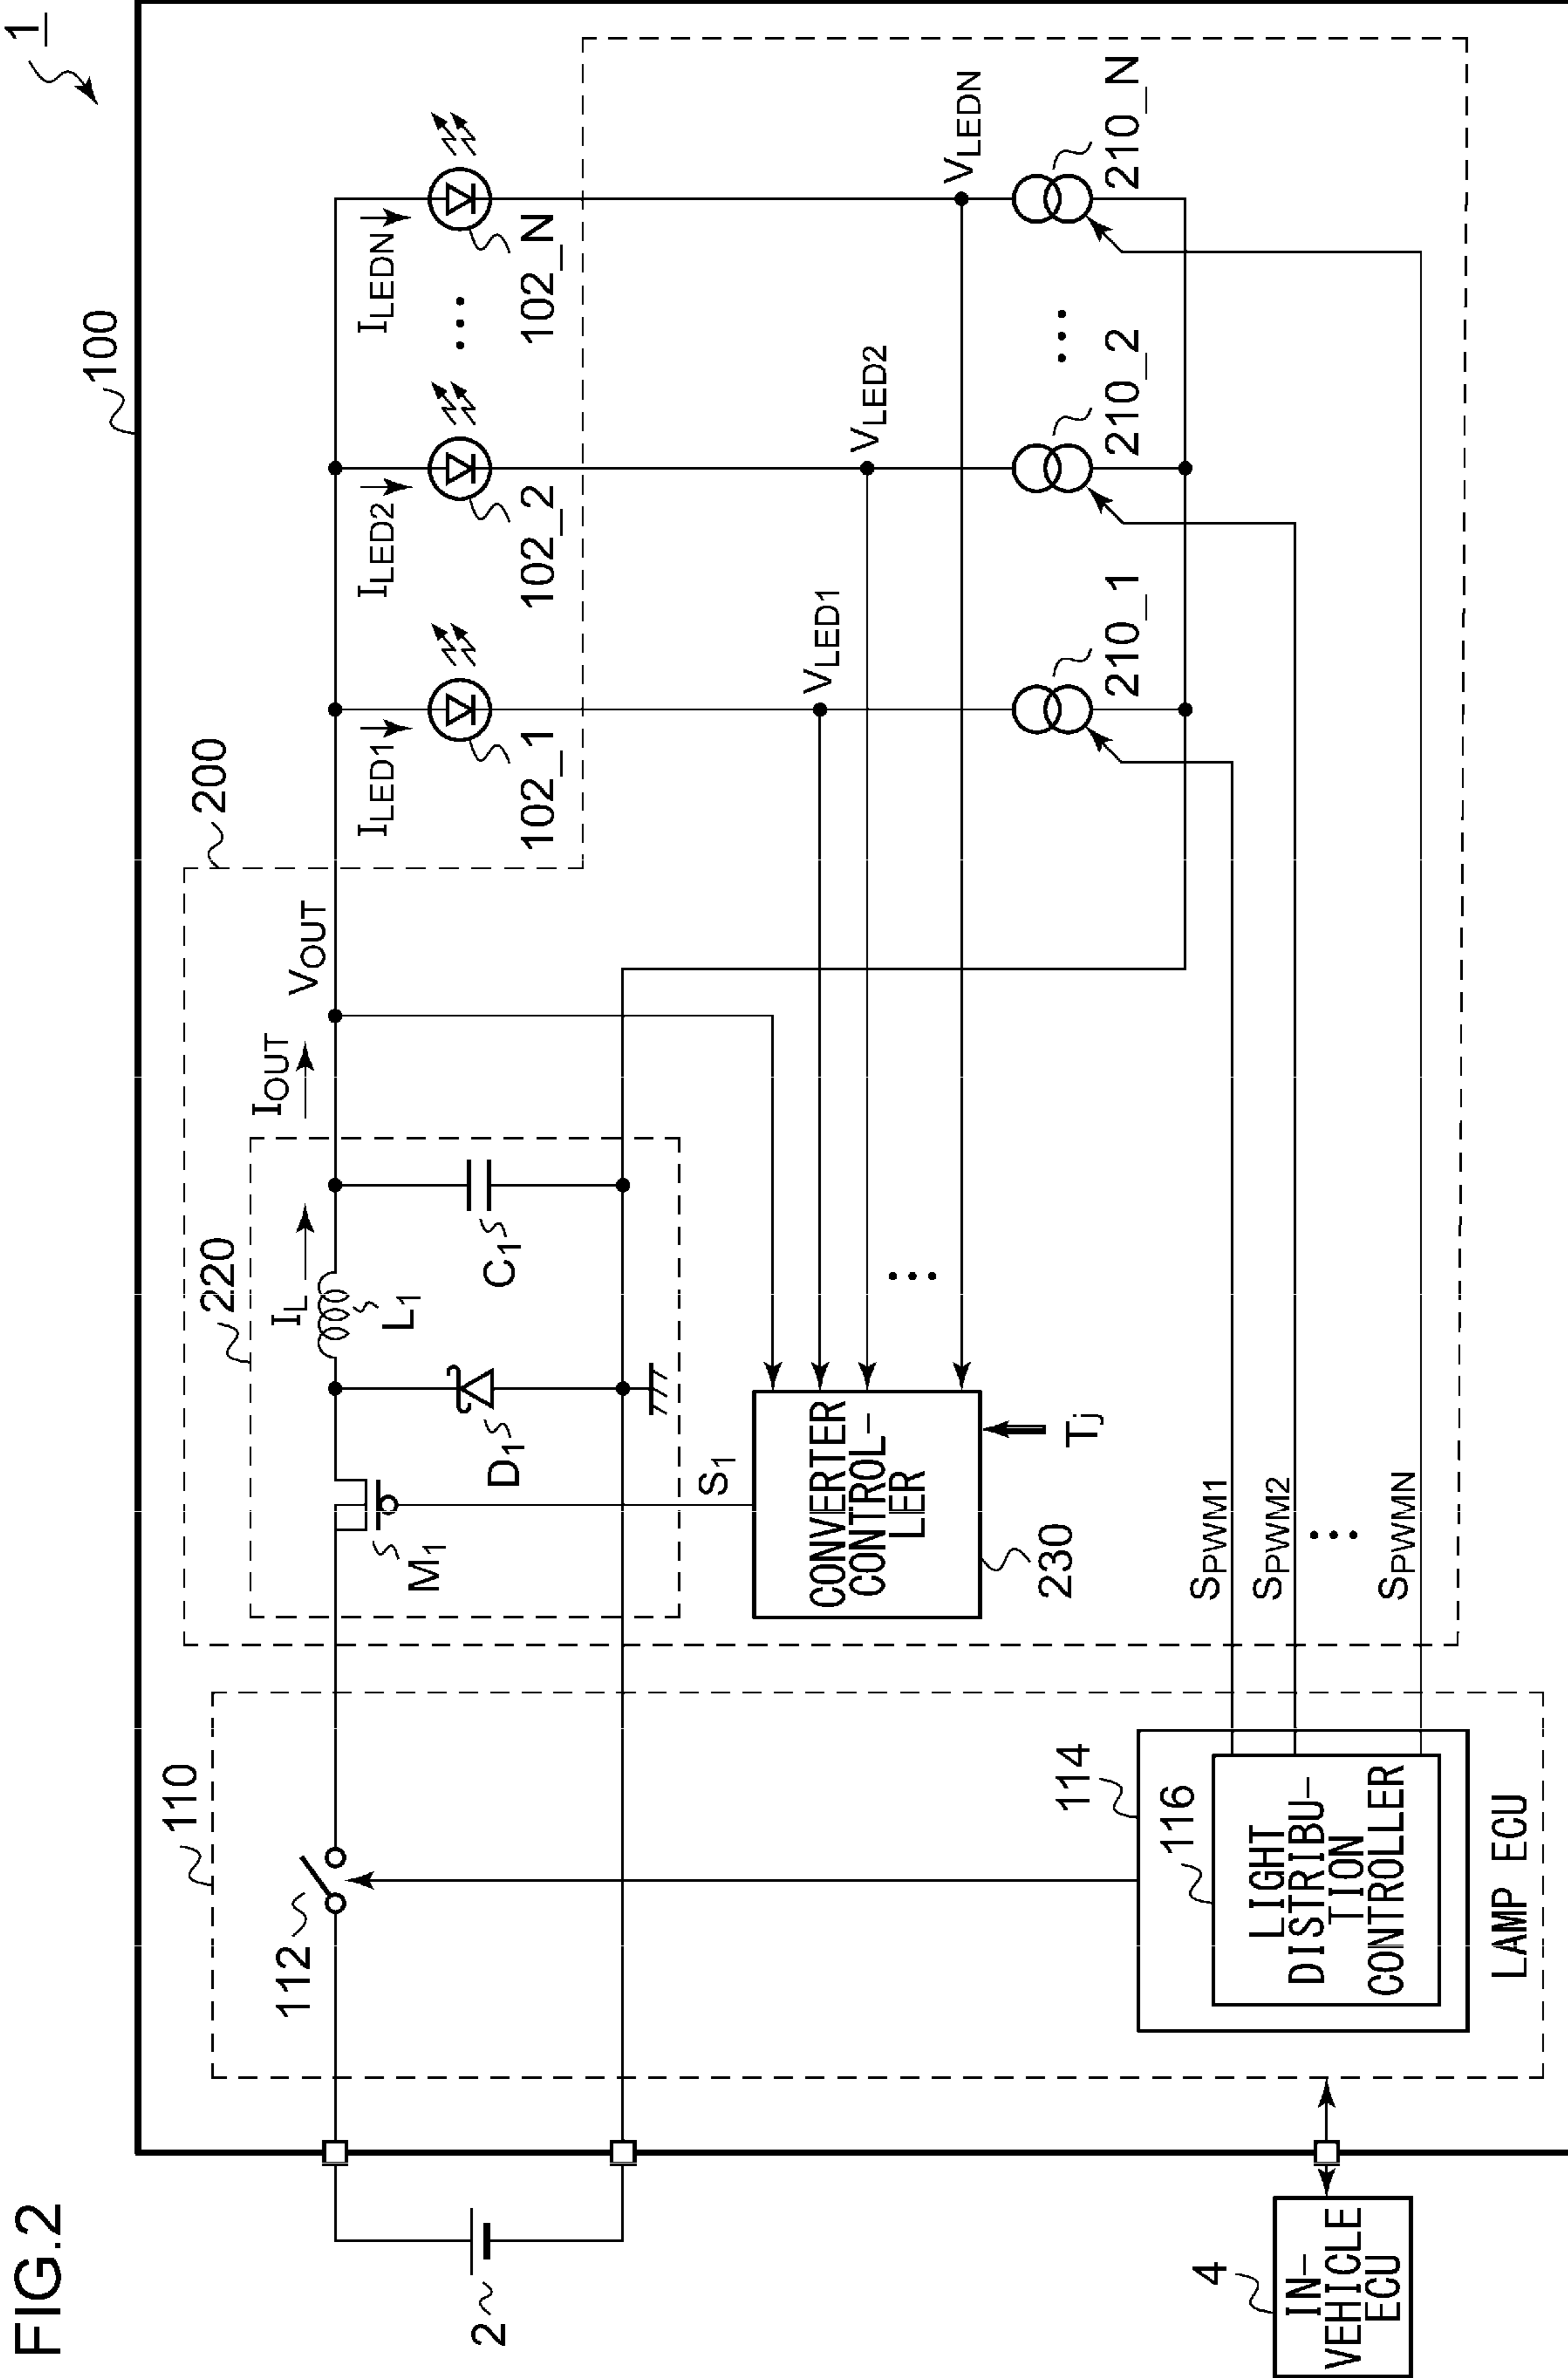 FIG.2
1
100
200
110
112
114
116
LIGHT
DISTRIBU-
TION
CONTROLLER
LAMP ECU
2
4
IN-
VEHICLE
ECU
220
M1
D1
L1
C1
IL
IOUT
VOUT
S1
CONVERTER
CONTROL-
LER
230
Tj
ILED1
ILED2
ILEDN
102_1
102_2
...
102_N
VLED1
VLED2
VLEDN
...
210_1
210_2
...
210_N
SPWM1
SPWM2
...
SPWMN